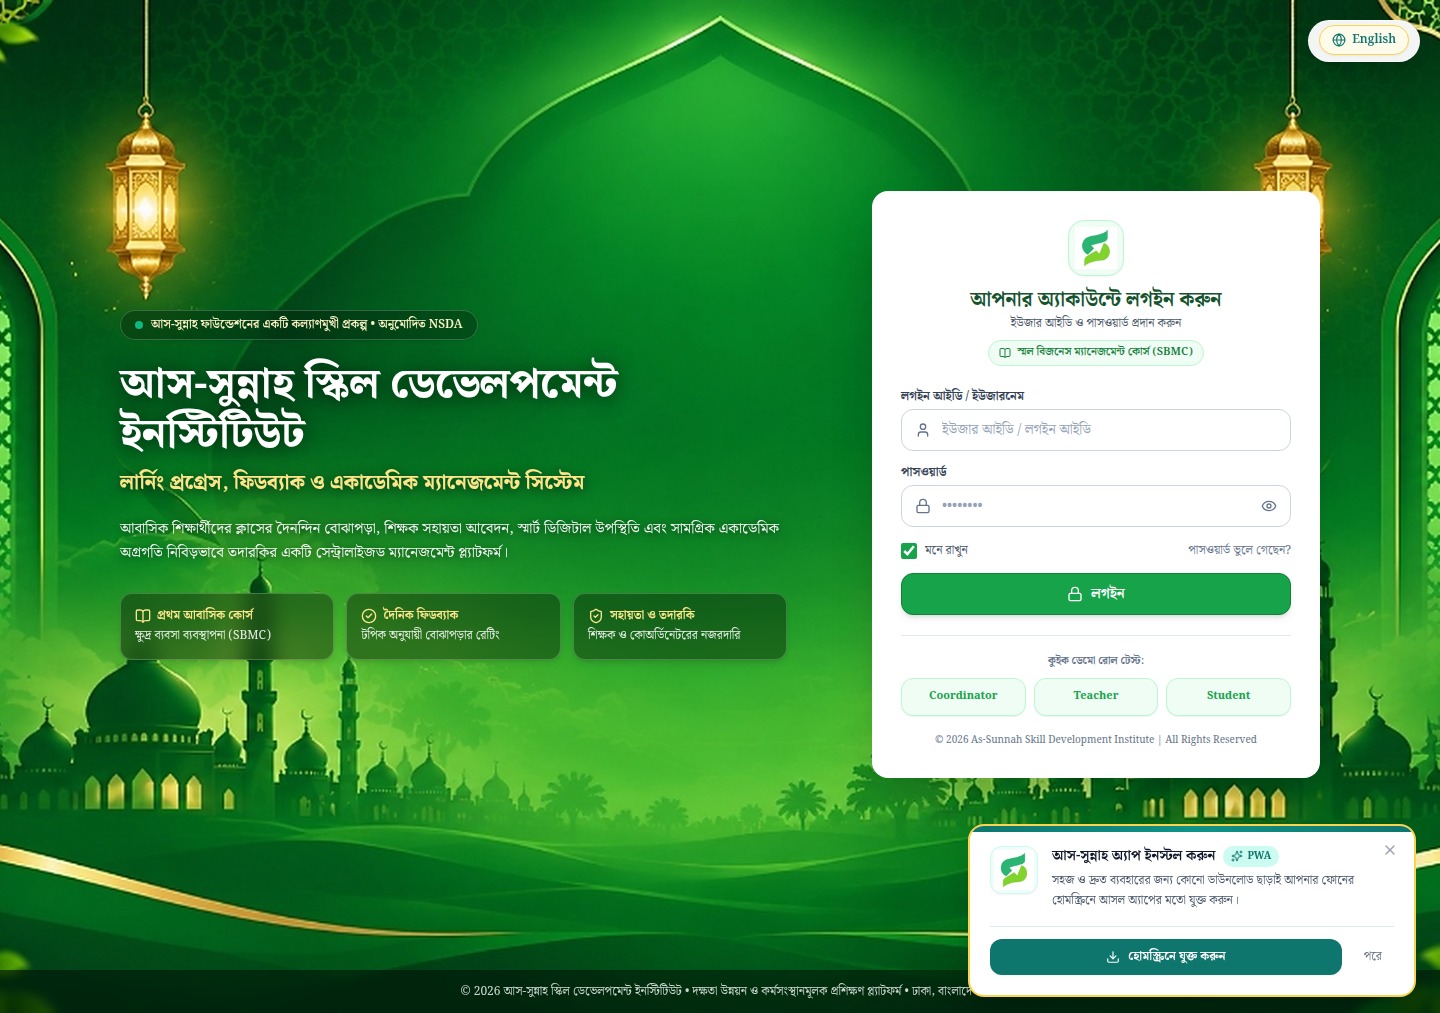 English
আস-সুন্নাহ ফাউন্ডেশনের একটি কল্যাণমুখী প্রকল্প • অনুমোদিত NSDA
আস-সুন্নাহ স্কিল ডেভেলপমেন্ট
ইনস্টিটিউট
লার্নিং প্রগ্রেস, ফিডব্যাক ও একাডেমিক ম্যানেজমেন্ট সিস্টেম
আবাসিক শিক্ষার্থীদের ক্লাসের দৈনন্দিন বোঝাপড়া, শিক্ষক সহায়তা আবেদন, স্মার্ট ডিজিটাল উপস্থিতি এবং সামগ্রিক একাডেমিক
অগ্রগতি নিবিড়ভাবে তদারকির একটি সেন্ট্রালাইজড ম্যানেজমেন্ট প্ল্যাটফর্ম।
প্রথম আবাসিক কোর্স
ক্ষুদ্র ব্যবসা ব্যবস্থাপনা (SBMC)
দৈনিক ফিডব্যাক
টপিক অনুযায়ী বোঝাপড়ার রেটিং
সহায়তা ও তদারকি
শিক্ষক ও কোঅর্ডিনেটরের নজরদারি
আপনার অ্যাকাউন্টে লগইন করুন
ইউজার আইডি ও পাসওয়ার্ড প্রদান করুন
স্মল বিজনেস ম্যানেজমেন্ট কোর্স (SBMC)
লগইন আইডি / ইউজারনেম
ইউজার আইডি / লগইন আইডি
পাসওয়ার্ড
••••••••
মনে রাখুন
পাসওয়ার্ড ভুলে গেছেন?
লগইন
কুইক ডেমো রোল টেস্ট:
Coordinator
Teacher
Student
© 2026 As-Sunnah Skill Development Institute | All Rights Reserved
আস-সুন্নাহ অ্যাপ ইনস্টল করুন
PWA
সহজ ও দ্রুত ব্যবহারের জন্য কোনো ডাউনলোড ছাড়াই আপনার ফোনের
হোমস্ক্রিনে আসল অ্যাপের মতো যুক্ত করুন।
হোমস্ক্রিনে যুক্ত করুন
পরে
© 2026 আস-সুন্নাহ স্কিল ডেভেলপমেন্ট ইনস্টিটিউট • দক্ষতা উন্নয়ন ও কর্মসংস্থানমূলক প্রশিক্ষণ প্ল্যাটফর্ম • ঢাকা,